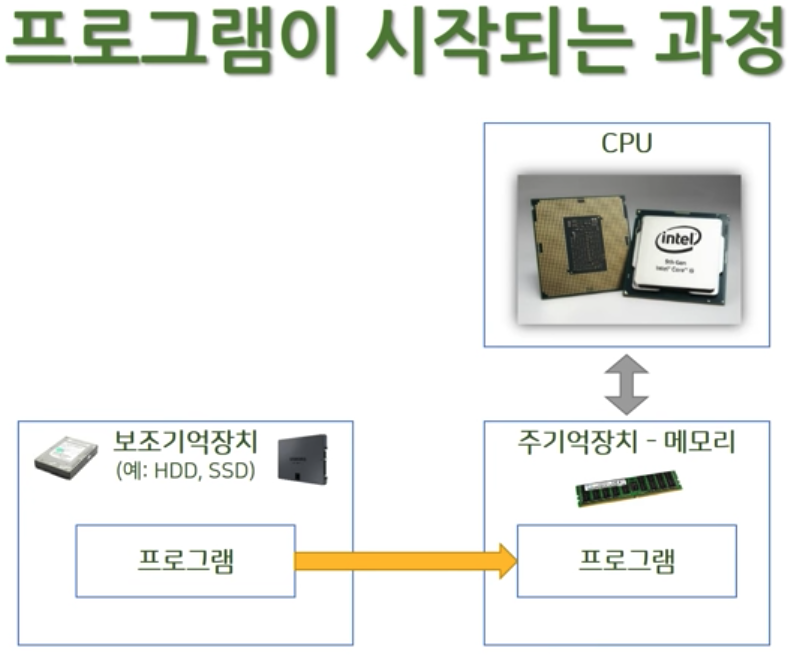 프로그램이 시작되는 과정
CPU
intel
9th Gen
Intel® Core™ i9
보조기억장치
(예: HDD, SSD)
주기억장치 - 메모리
프로그램
프로그램